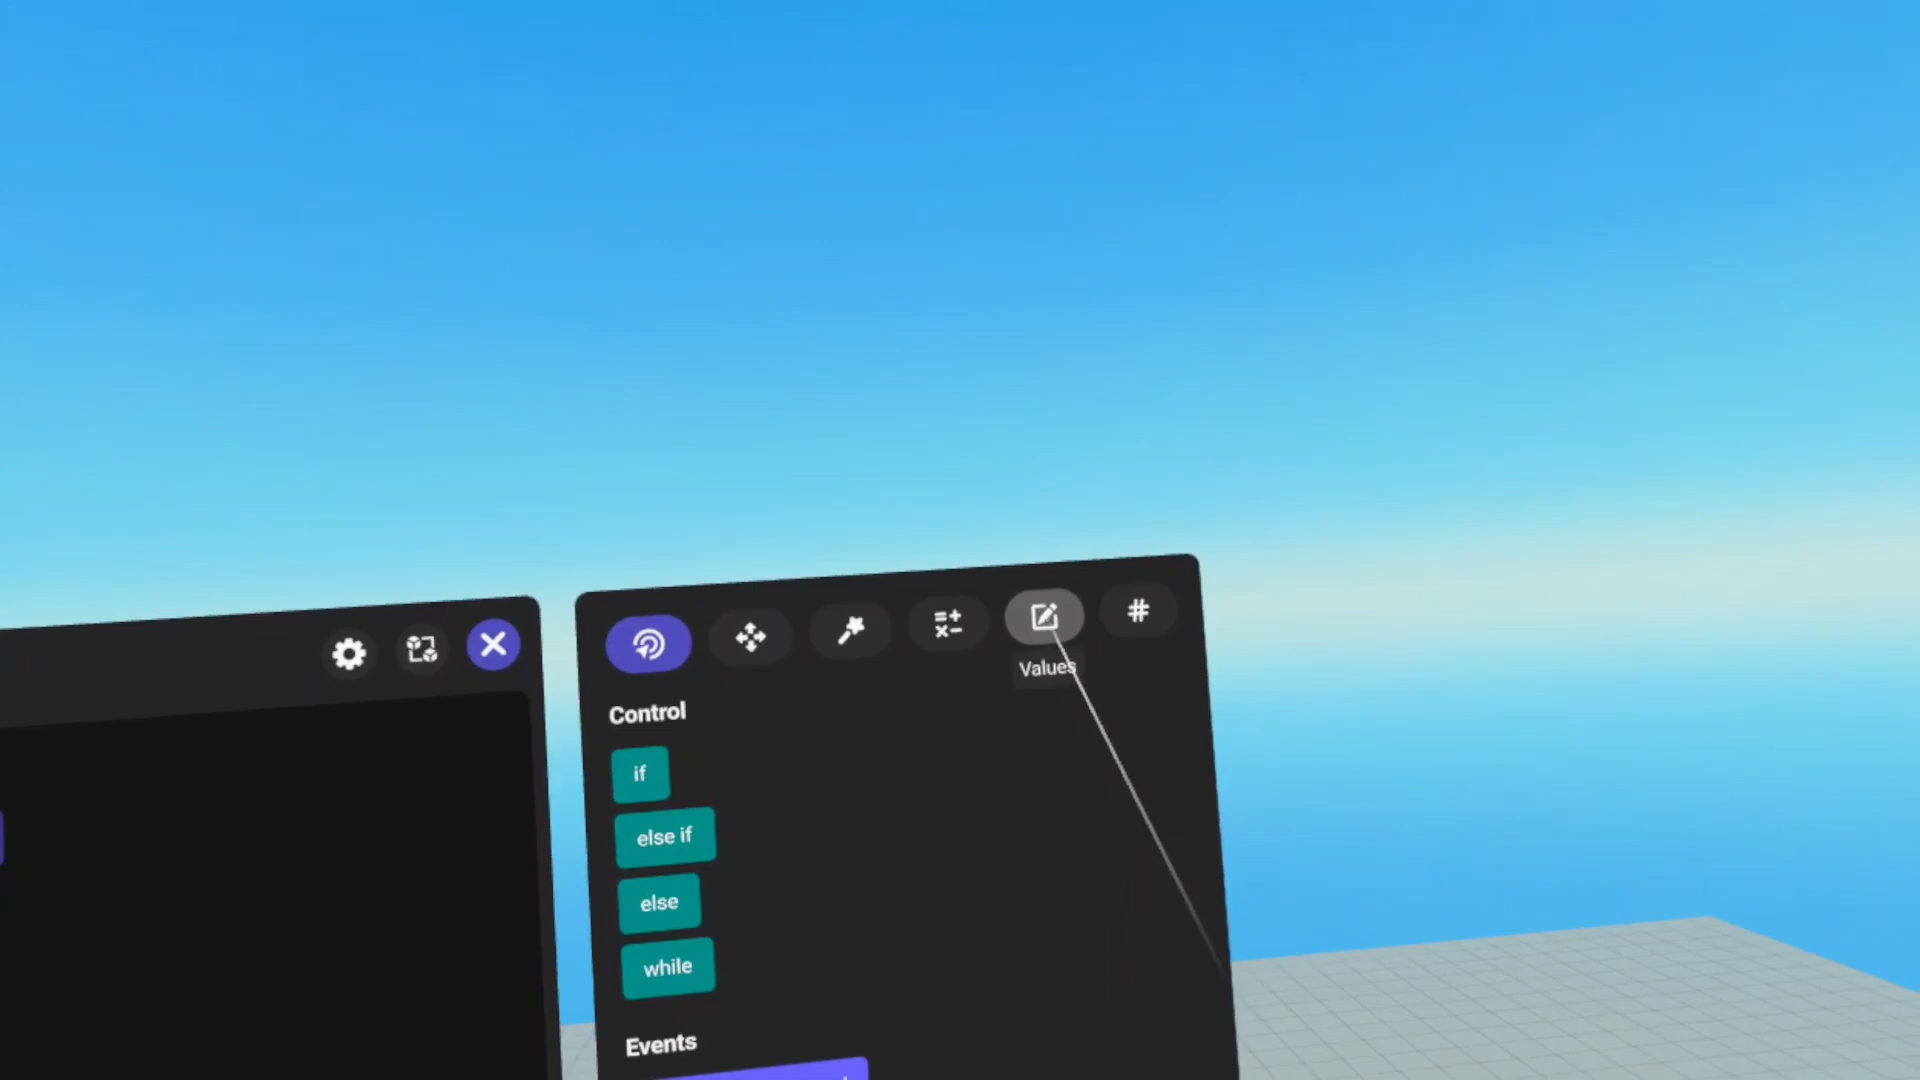 Values
Control
if
else if
else
while
Events